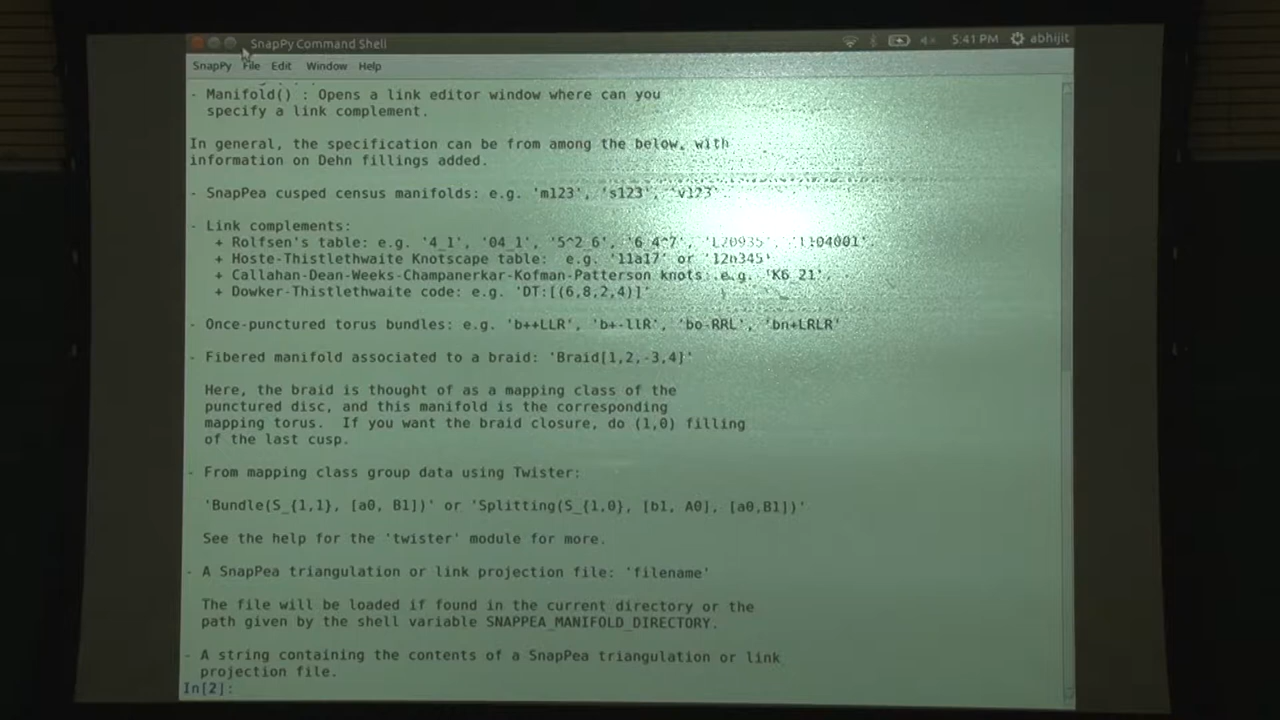 SnapPy Command Shell
5:41 PM abhijit
SnapPy File Edit Window Help
- Manifold() : Opens a link editor window where can you
specify a link complement.
In general, the specification can be from among the below, with
information on Dehn fillings added.
- SnapPea cusped census manifolds: e.g. 'm123', 's123', 'v123'.
- Link complements:
+ Rolfsen's table: e.g. '4_1', '04_1', '5^2_6', '6_4^7', 'L20935', 'l104001'.
+ Hoste-Thistlethwaite Knotscape table: e.g. '11a17' or '12n345'
+ Callahan-Dean-Weeks-Champanerkar-Kofman-Patterson knots: e.g. 'K6_21'.
+ Dowker-Thistlethwaite code: e.g. 'DT:[(6,8,2,4)]'
- Once-punctured torus bundles: e.g. 'b++LLR', 'b+-llR', 'bo-RRL', 'bn+LRLR'
- Fibered manifold associated to a braid: 'Braid[1,2,-3,4]'
Here, the braid is thought of as a mapping class of the
punctured disc, and this manifold is the corresponding
mapping torus. If you want the braid closure, do (1,0) filling
of the last cusp.
- From mapping class group data using Twister:
'Bundle(S_{1,1}, [a0, B1])' or 'Splitting(S_{1,0}, [b1, A0], [a0,B1])'
See the help for the 'twister' module for more.
- A SnapPea triangulation or link projection file: 'filename'
The file will be loaded if found in the current directory or the
path given by the shell variable SNAPPEA_MANIFOLD_DIRECTORY.
- A string containing the contents of a SnapPea triangulation or link
projection file.
In[2]: